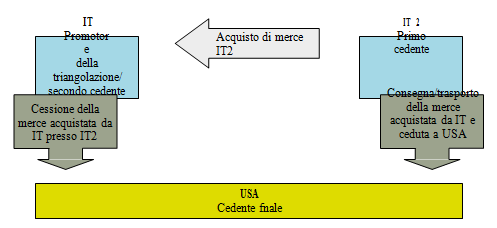 IT
Promotor
e
della
triangolazione/
secondo cedente
Acquisto di merce
IT2
IT 2
Primo
cedente
Cessione della
merce acquistata da
IT presso IT2
Consegna/trasporto
della merce
acquistata da IT e
ceduta a USA
USA
Cedente fnale